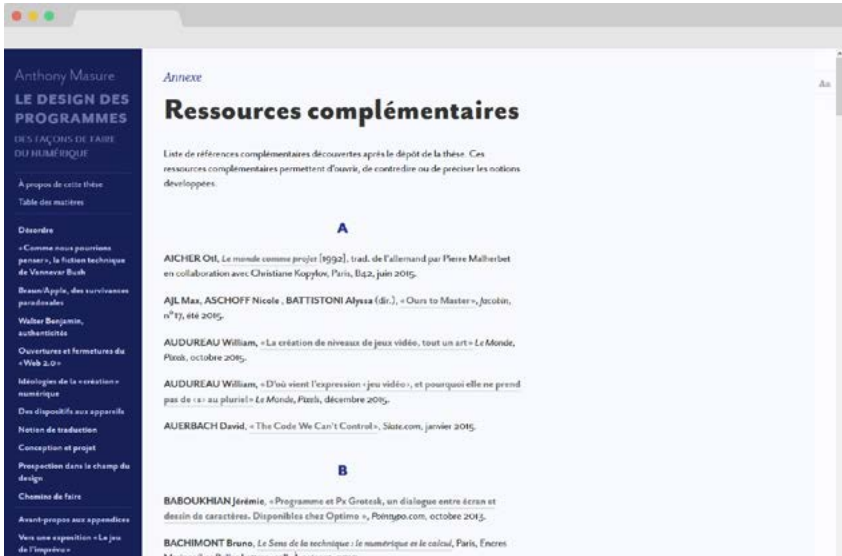 Anthony Masure
LE DESIGN DES
PROGRAMMES
DES FAÇONS DE FAIRE
DU NUMÉRIQUE
À propos de cette thèse
Table des matières
Désordre
«Comme nous pourrions
penser», la fiction technique
de Vannevar Bush
Braun/Apple, des survivances
paradoxales
Walter Benjamin,
authenticités
Ouvertures et fermetures du
«Web 2.0»
Idéologies de la «création»
numérique
Des dispositifs aux appareils
Notion de traduction
Conception et projet
Prospection dans le champ du
design
Chemins de faire
Avant-propos aux appendices
Vers une exposition «Le jeu
de l'imprévu»
Annexe
Ressources complémentaires
Liste de références complémentaires découvertes après le dépôt de la thèse. Ces
ressources complémentaires permettent d'ouvrir, de contredire ou de préciser les notions
développées.
A
AICHER Otl, Le monde comme projet [1992], trad. de l'allemand par Pierre Malherbet
en collaboration avec Christiane Kopylov, Paris, B42, juin 2015.
AJL Max, ASCHOFF Nicole , BATTISTONI Alyssa (dir.), «Ours to Master», Jacobin,
n°17, été 2015.
AUDUREAU William, «La création de niveaux de jeux vidéo, tout un art» Le Monde,
Pixels, octobre 2015.
AUDUREAU William, «D'où vient l'expression ‹jeu vidéo›, et pourquoi elle ne prend
pas de ‹s› au pluriel» Le Monde, Pixels, décembre 2015.
AUERBACH David, «The Code We Can't Control», Slate.com, janvier 2015.
B
BABOUKHIAN Jérémie, «Programme et Px Grotesk, un dialogue entre écran et
dessin de caractères. Disponibles chez Optimo », Pointypo.com, octobre 2013.
BACHIMONT Bruno, Le Sens de la technique : le numérique et le calcul, Paris, Encres
Aa